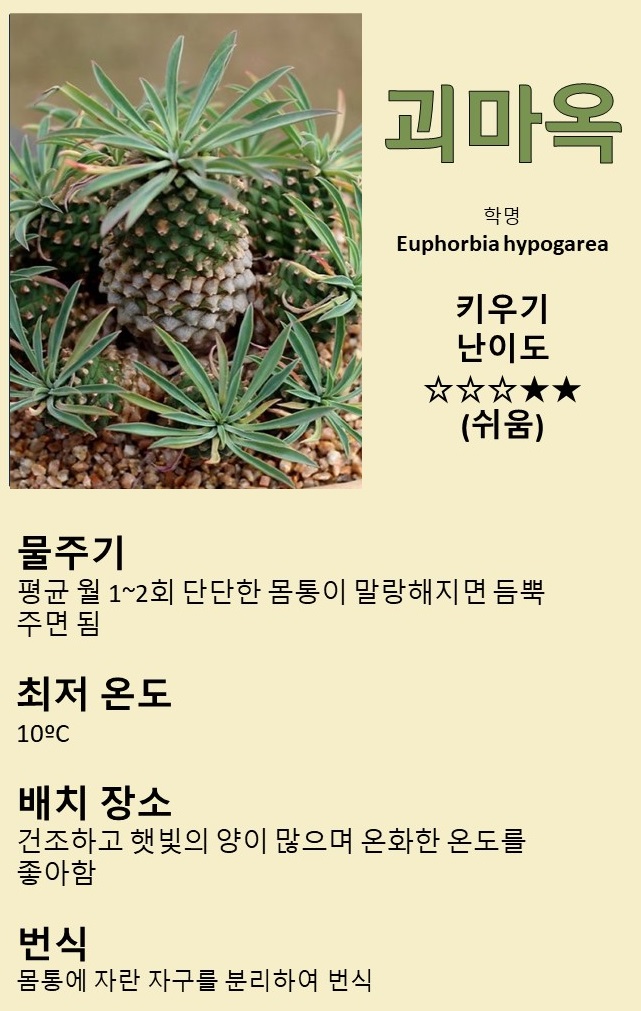 괴마옥
학명
Euphorbia hypogarea
키우기
난이도
☆☆☆★★
(쉬움)
물주기
평균 월 1~2회 단단한 몸통이 말랑해지면 듬뿍
주면 됨
최저 온도
10ºC
배치 장소
건조하고 햇빛의 양이 많으며 온화한 온도를
좋아함
번식
몸통에 자란 자구를 분리하여 번식